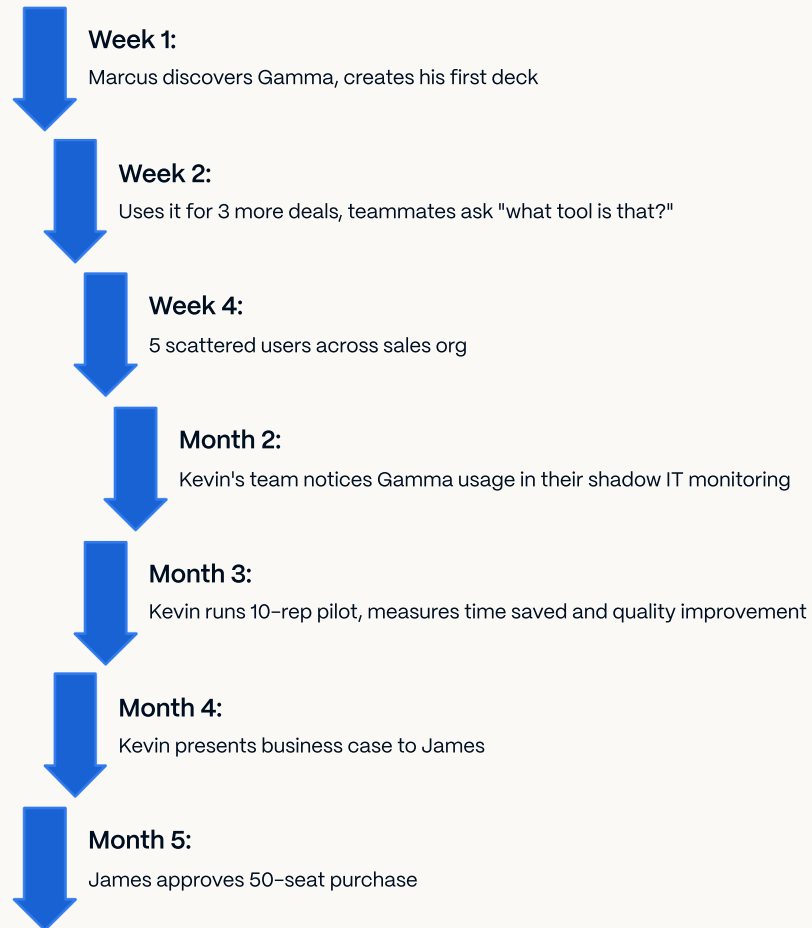 Week 1:
Marcus discovers Gamma, creates his first deck
Week 2:
Uses it for 3 more deals, teammates ask "what tool is that?"
Week 4:
5 scattered users across sales org
Month 2:
Kevin's team notices Gamma usage in their shadow IT monitoring
Month 3:
Kevin runs 10-rep pilot, measures time saved and quality improvement
Month 4:
Kevin presents business case to James
Month 5:
James approves 50-seat purchase